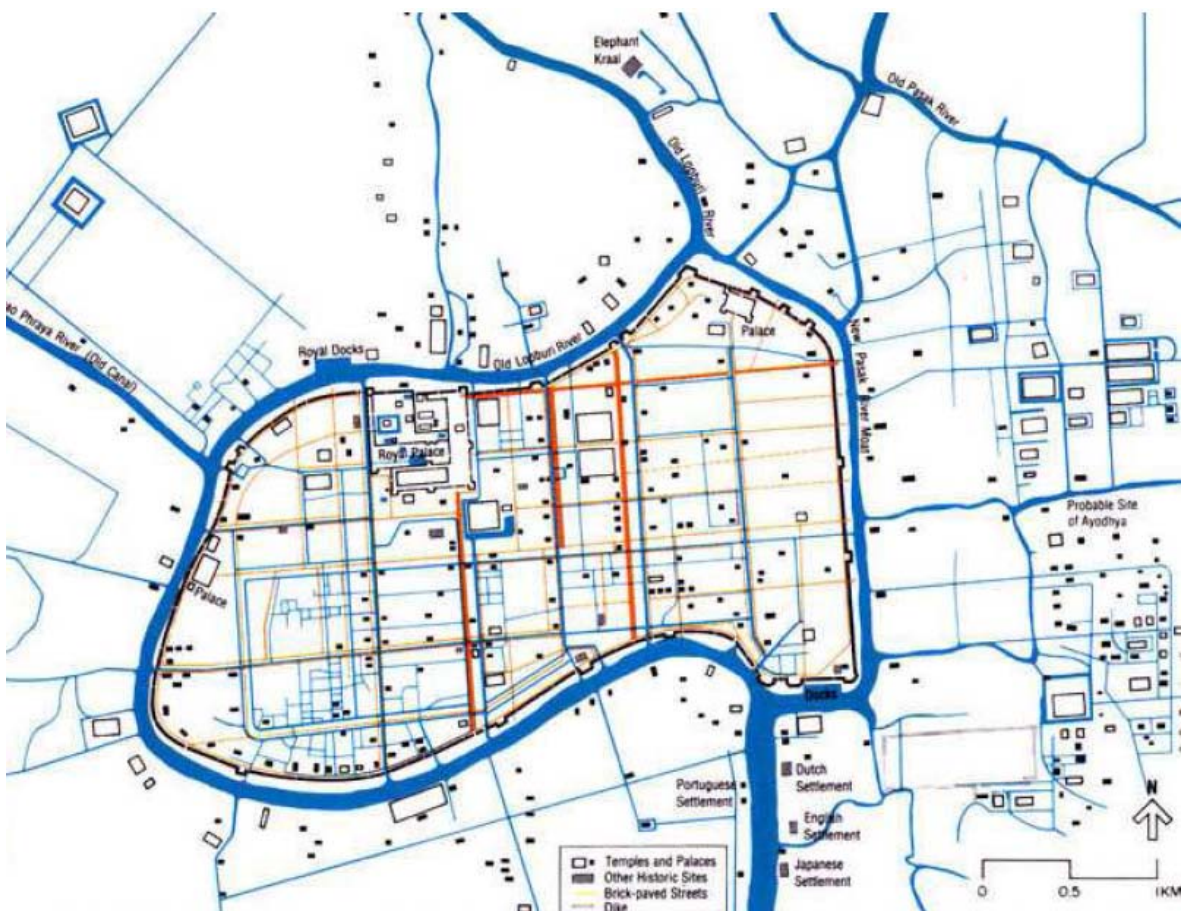 Elephant
Kraal
Old Pasak River
Old Lopburi River
ao Phraya River (Old Canal)
Royal Docks
Old Lopburi River
Palace
New Pasak River Moat
Royal Palace
Probable Site
of Ayodhya
Palace
Docks
Portuguese
Settlement
Dutch
Settlement
English
Settlement
Japanese
Settlement
N
Temples and Palaces
Other Historic Sites
Brick-paved Streets
Dike
0 0.5 1KM